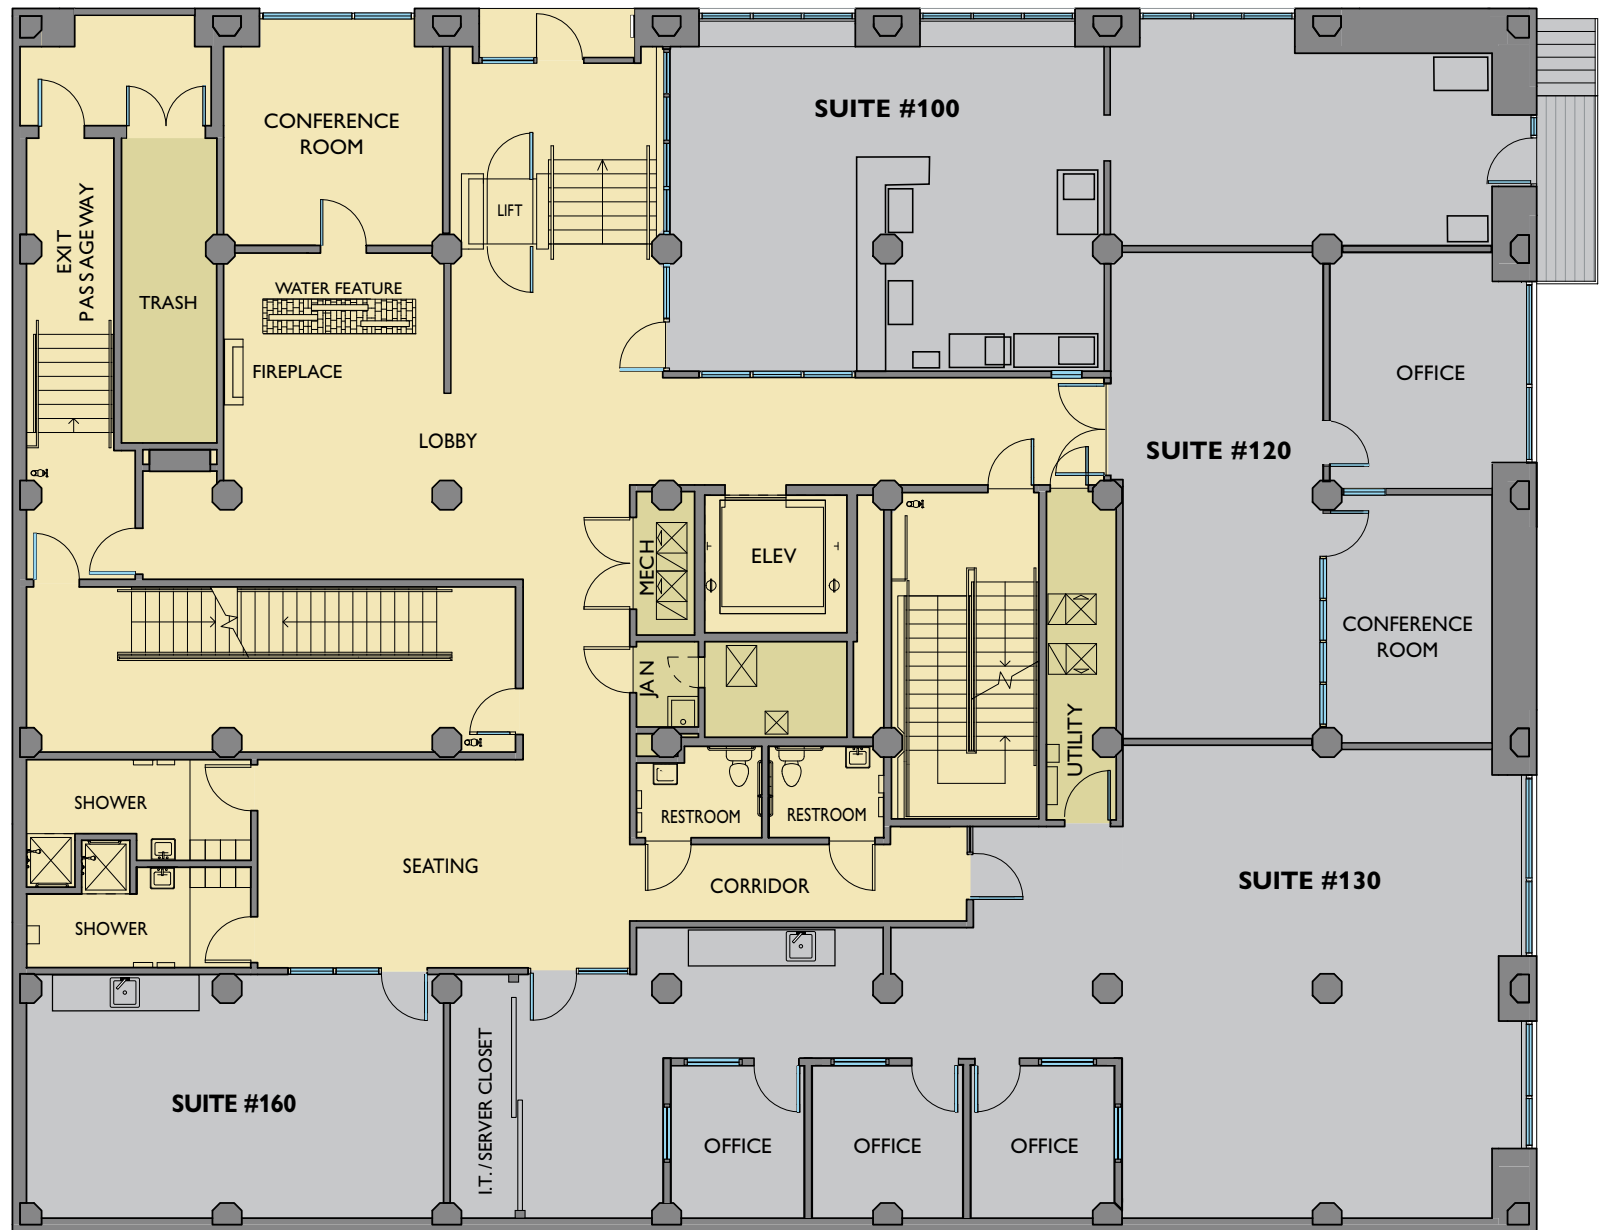 SUITE #100
CONFERENCE
ROOM
EXIT
PASSAGEWAY
LIFT
WATER FEATURE
TRASH
FIREPLACE
OFFICE
LOBBY
SUITE #120
MECH
ELEV
CONFERENCE
ROOM
JAN
UTILITY
SHOWER
RESTROOM
RESTROOM
SEATING
CORRIDOR
SUITE #130
SHOWER
I.T. / SERVER CLOSET
SUITE #160
OFFICE
OFFICE
OFFICE